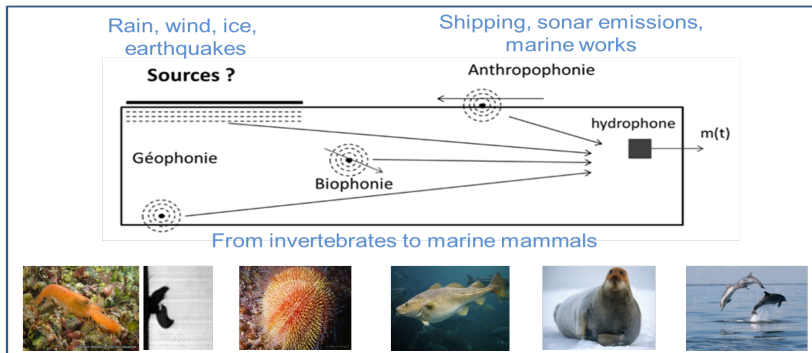 Rain, wind, ice,
earthquakes
Shipping, sonar emissions,
marine works
Sources ?
Anthropophonie
hydrophone
m(t)
Géophonie
Biophonie
From invertebrates to marine mammals